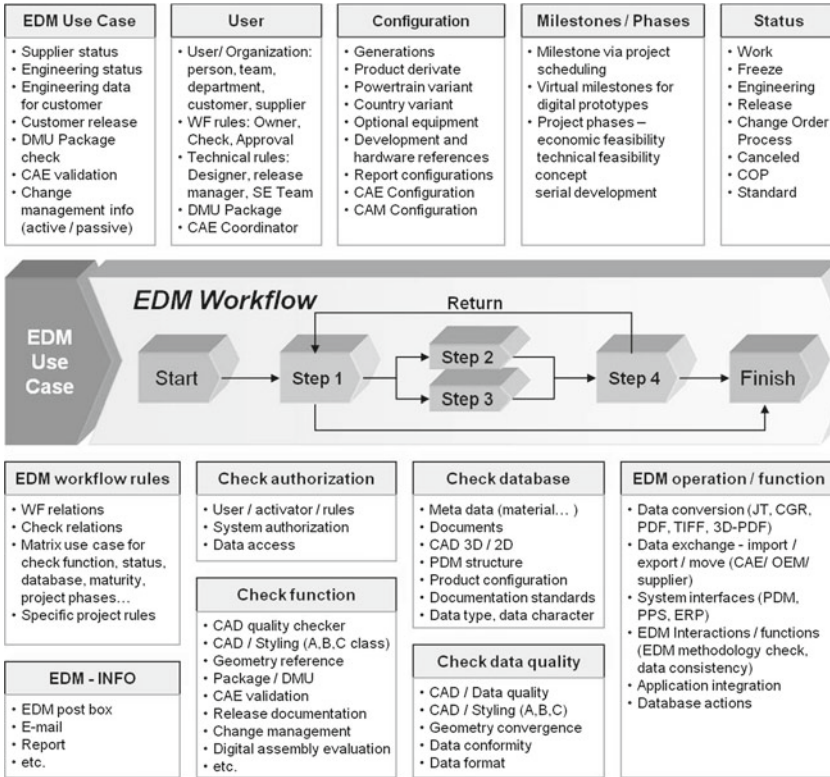 EDM Use Case
• Supplier status
• Engineering status
• Engineering data
for customer
• Customer release
• DMU Package
check
• CAE validation
• Change
management info
(active / passive)
User
• User/ Organization:
person, team,
department,
customer, supplier
• WF rules: Owner,
Check, Approval
• Technical rules:
Designer, release
manager, SE Team
• DMU Package
• CAE Coordinator
Configuration
• Generations
• Product derivate
• Powertrain variant
• Country variant
• Optional equipment
• Development and
hardware references
• Report configurations
• CAE Configuration
• CAM Configuration
Milestones / Phases
• Milestone via project
scheduling
• Virtual milestones for
digital prototypes
• Project phases –
economic feasibility
technical feasibility
concept
serial development
Status
• Work
• Freeze
• Engineering
• Release
• Change Order
Process
• Canceled
• COP
• Standard
EDM
Use
Case
EDM Workflow
Return
Start
Step 1
Step 2
Step 3
Step 4
Finish
EDM workflow rules
• WF relations
• Check relations
• Matrix use case for
check function, status,
database, maturity,
project phases...
• Specific project rules
EDM - INFO
• EDM post box
• E-mail
• Report
• etc.
Check authorization
• User / activator / rules
• System authorization
• Data access
Check function
• CAD quality checker
• CAD / Styling (A,B,C class)
• Geometry reference
• Package / DMU
• CAE validation
• Release documentation
• Change management
• Digital assembly evaluation
• etc.
Check database
• Meta data (material... )
• Documents
• CAD 3D / 2D
• PDM structure
• Product configuration
• Documentation standards
• Data type, data character
Check data quality
• CAD / Data quality
• CAD / Styling (A,B,C)
• Geometry convergence
• Data conformity
• Data format
EDM operation / function
• Data conversion (JT, CGR,
PDF, TIFF, 3D-PDF)
• Data exchange - import /
export / move (CAE/ OEM/
supplier)
• System interfaces (PDM,
PPS, ERP)
• EDM Interactions / functions
(EDM methodology check,
data consistency)
• Application integration
• Database actions